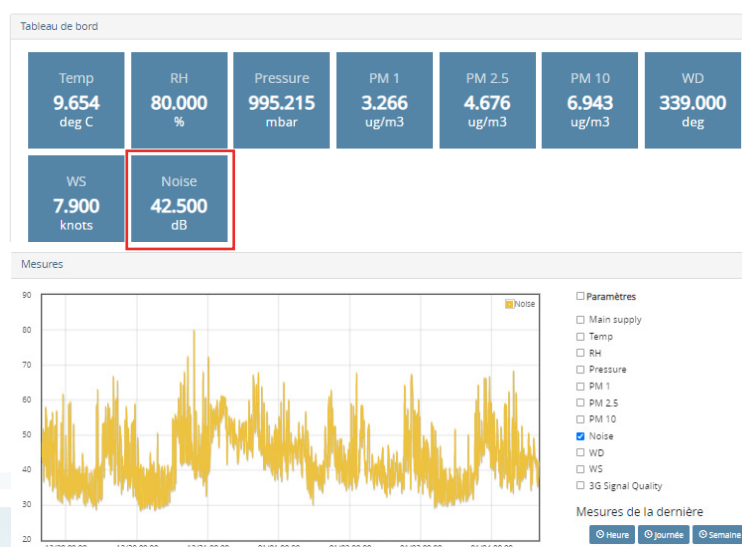 Tableau de bord
Temp RH Pressure PM 1 PM 2.5 PM 10 WD
9.654 80.000 995.215 3.266 4.676 6.943 339.000
deg C % mbar ug/m3 ug/m3 ug/m3 deg
WS Noise
7.900 42.500
knots dB
Mesures
90
Noise
80
70
60
50
40
30
20
Paramètres
Main supply
Temp
RH
Pressure
PM 1
PM 2.5
PM 10
Noise
WD
WS
3G Signal Quality
Mesures de la dernière
Heure Journée Semaine